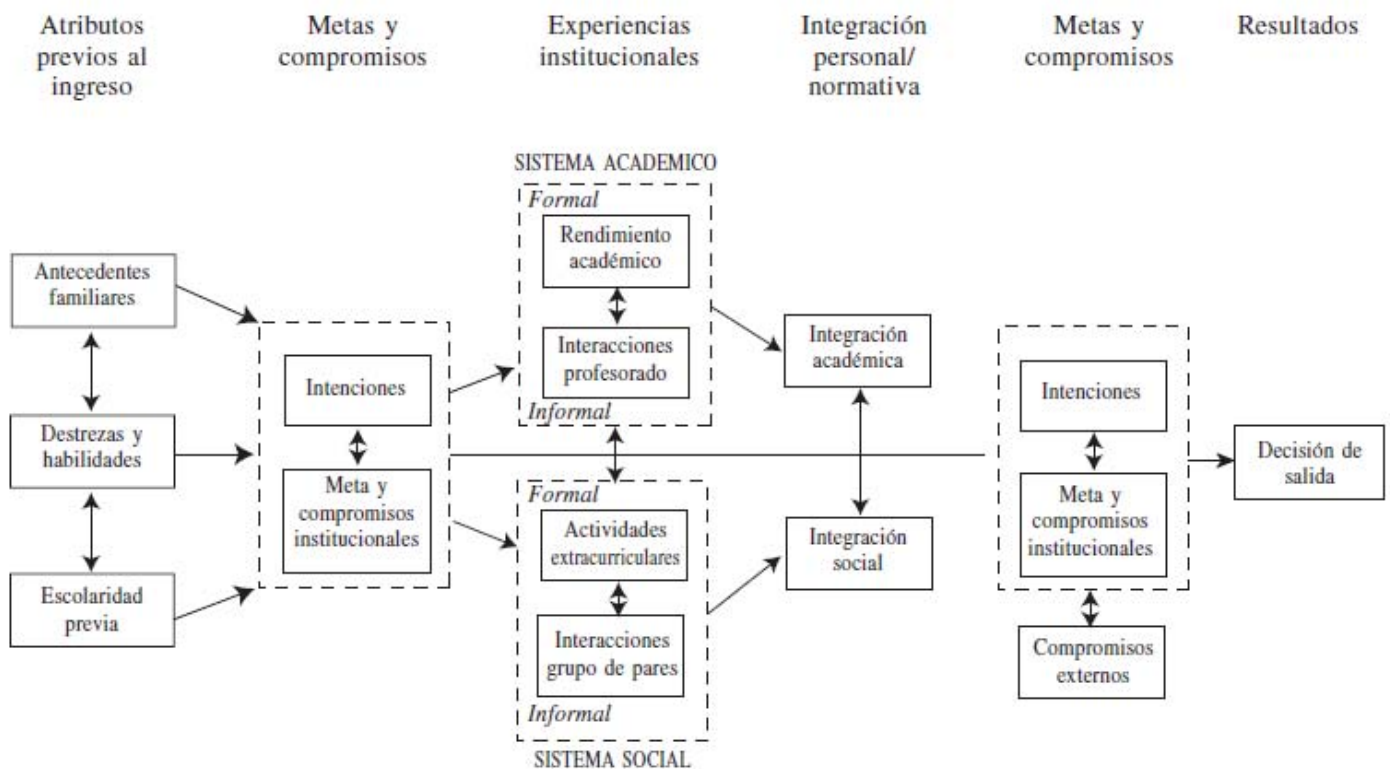 Atributos
previos al
ingreso
Metas y
compromisos
Experiencias
institucionales
Integración
personal/
normativa
Metas y
compromisos
Resultados
SISTEMA ACADEMICO
Formal
Rendimiento
académico
Interacciones
profesorado
Informal
Antecedentes
familiares
Destrezas y
habilidades
Escolaridad
previa
Intenciones
Meta y
compromisos
institucionales
Formal
Actividades
extracurriculares
Interacciones
grupo de pares
Informal
SISTEMA SOCIAL
Integración
académica
Integración
social
Intenciones
Meta y
compromisos
institucionales
Compromisos
externos
Decisión de
salida